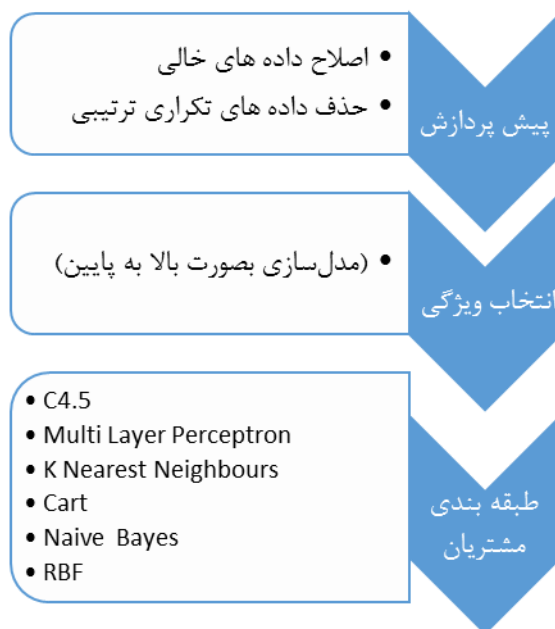 پیش پردازش
• اصلاح داده های خالی
• حذف داده های تکراری ترتیبی
انتخاب ویژگی
• (مدل‌سازی بصورت بالا به پایین)
طبقه بندی
مشتریان
• C4.5
• Multi Layer Perceptron
• K Nearest Neighbours
• Cart
• Naive Bayes
• RBF